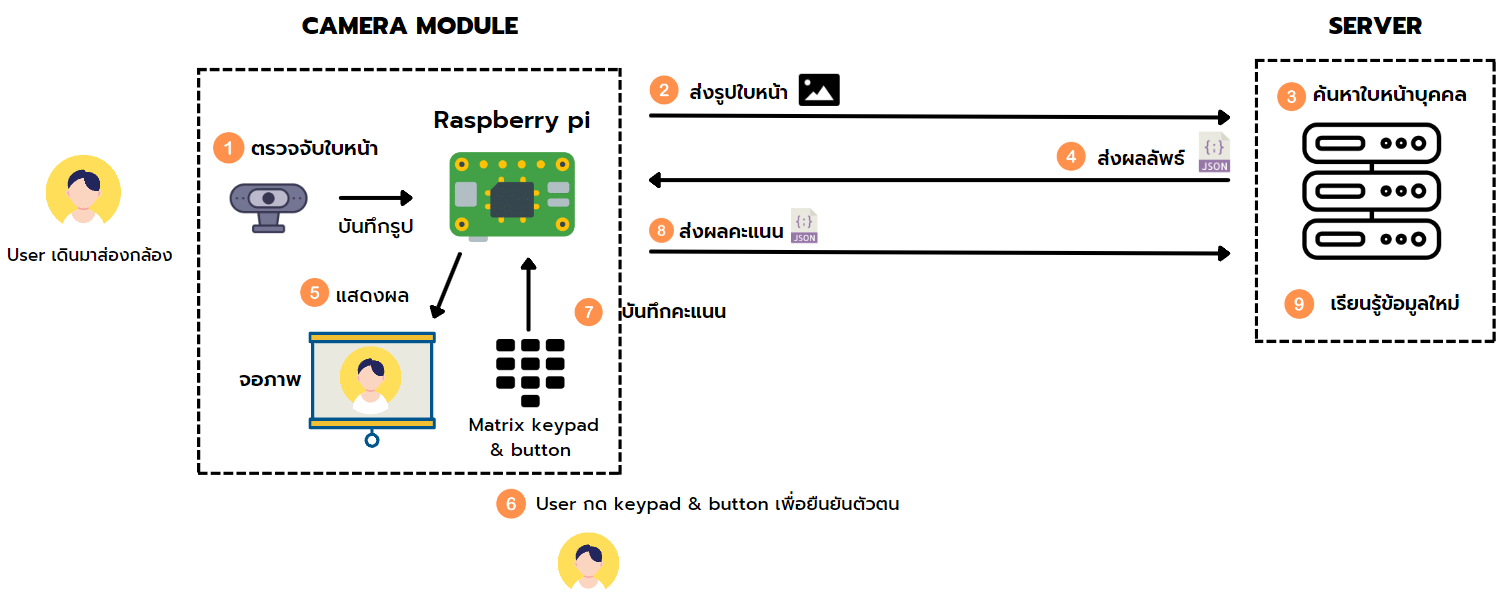 CAMERA MODULE
SERVER
Raspberry pi
1 ตรวจจับใบหน้า
บันทึกรูป
User เดินมาส่องกล้อง
2 ส่งรูปใบหน้า
3 ค้นหาใบหน้าบุคคล
4 ส่งผลลัพธ์
{;}
JSON
5 แสดงผล
จอภาพ
8 ส่งผลคะแนน
{;}
JSON
7 บันทึกคะแนน
9 เรียนรู้ข้อมูลใหม่
Matrix keypad
& button
6 User กด keypad & button เพื่อยืนยันตัวตน